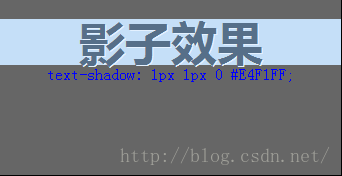 影子效果
text-shadow: 1px 1px 0 #E4F1FF;
http://blog.csdn.net/